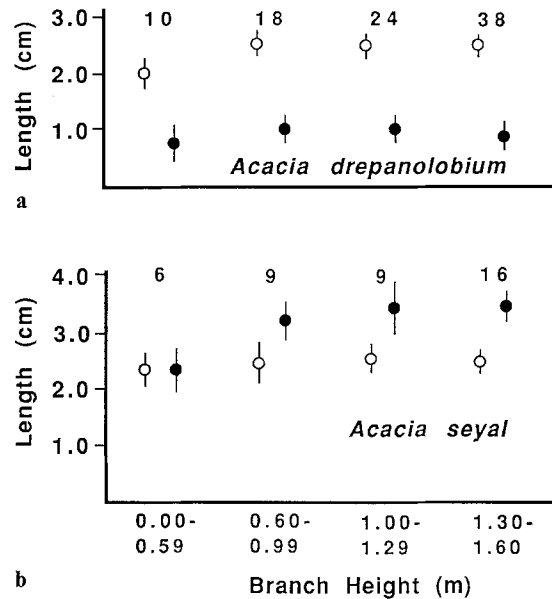 3.0
10 18 24 38
2.0
1.0
Length (cm)
Acacia drepanolobium
a
4.0
6 9 9 16
3.0
2.0
1.0
Length (cm)
Acacia seyal
0.00- 0.60- 1.00- 1.30-
0.59 0.99 1.29 1.60
b
Branch Height (m)